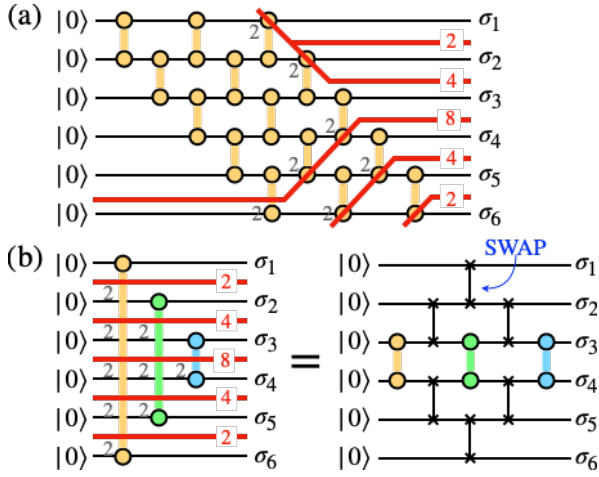 (a) |0⟩ 2 σ₁
2
|0⟩ 2 σ₂
4
|0⟩ σ₃
8
|0⟩ 2 σ₄
4
|0⟩ 2 2 σ₅
2
|0⟩ 2 2 σ₆
(b) |0⟩ σ₁
2
|0⟩ 2 σ₂
4
|0⟩ 2 2 σ₃
8
|0⟩ 2 2 2 σ₄
4
|0⟩ 2 2 σ₅
2
|0⟩ 2 σ₆
=
SWAP
|0⟩ σ₁
|0⟩ σ₂
|0⟩ σ₃
|0⟩ σ₄
|0⟩ σ₅
|0⟩ σ₆